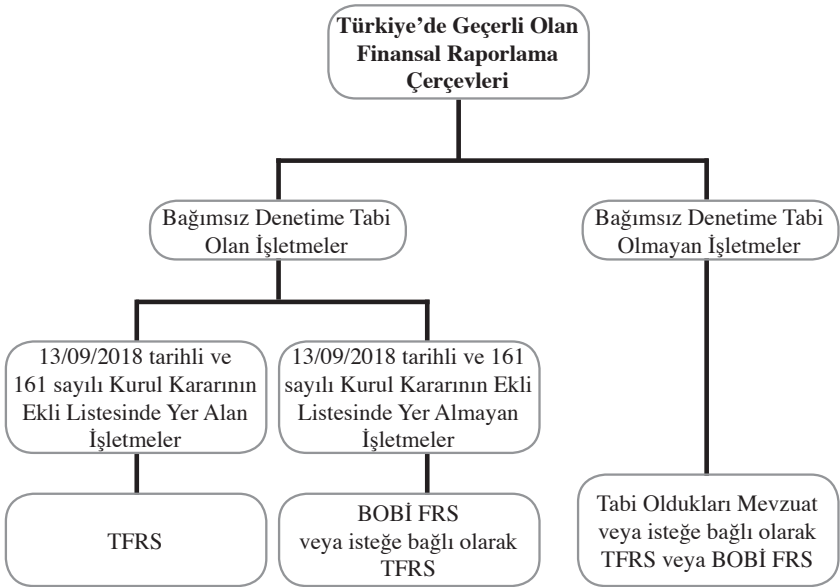 Türkiye’de Geçerli Olan
Finansal Raporlama
Çerçevleri
Bağımsız Denetime Tabi
Olan İşletmeler
Bağımsız Denetime Tabi
Olmayan İşletmeler
13/09/2018 tarihli ve
161 sayılı Kurul Kararının
Ekli Listesinde Yer Alan
İşletmeler
13/09/2018 tarihli ve 161
sayılı Kurul Kararının Ekli
Listesinde Yer Almayan
İşletmeler
TFRS
BOBİ FRS
veya isteğe bağlı olarak
TFRS
Tabi Oldukları Mevzuat
veya isteğe bağlı olarak
TFRS veya BOBİ FRS